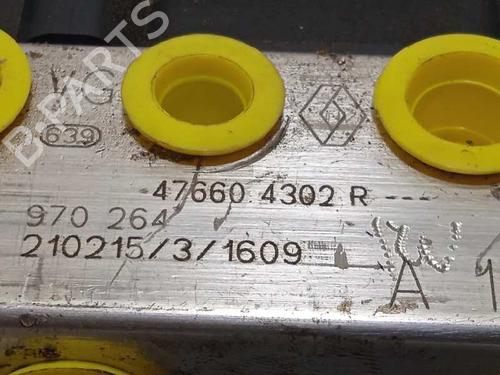 639
B-PARTS
47660 4302 R ---
970 264
210215/3/1609
A